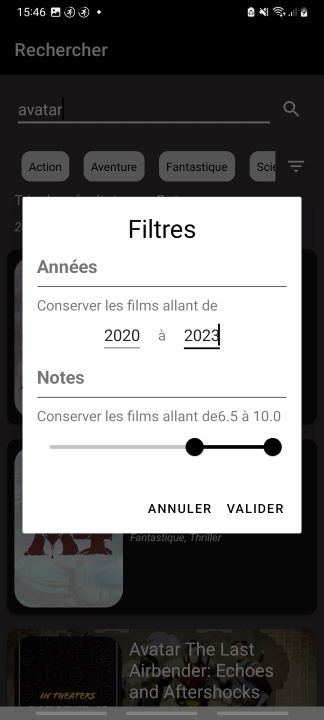 15:46
Rechercher
avatar
Action Aventure Fantastique
Filtres
Années
Conserver les films allant de
2020 à 2023
Notes
Conserver les films allant de6.5 à 10.0
ANNULER VALIDER
Fantastique, Thriller
Avatar The Last
Airbender: Echoes
and Aftershocks
IN THEATERS